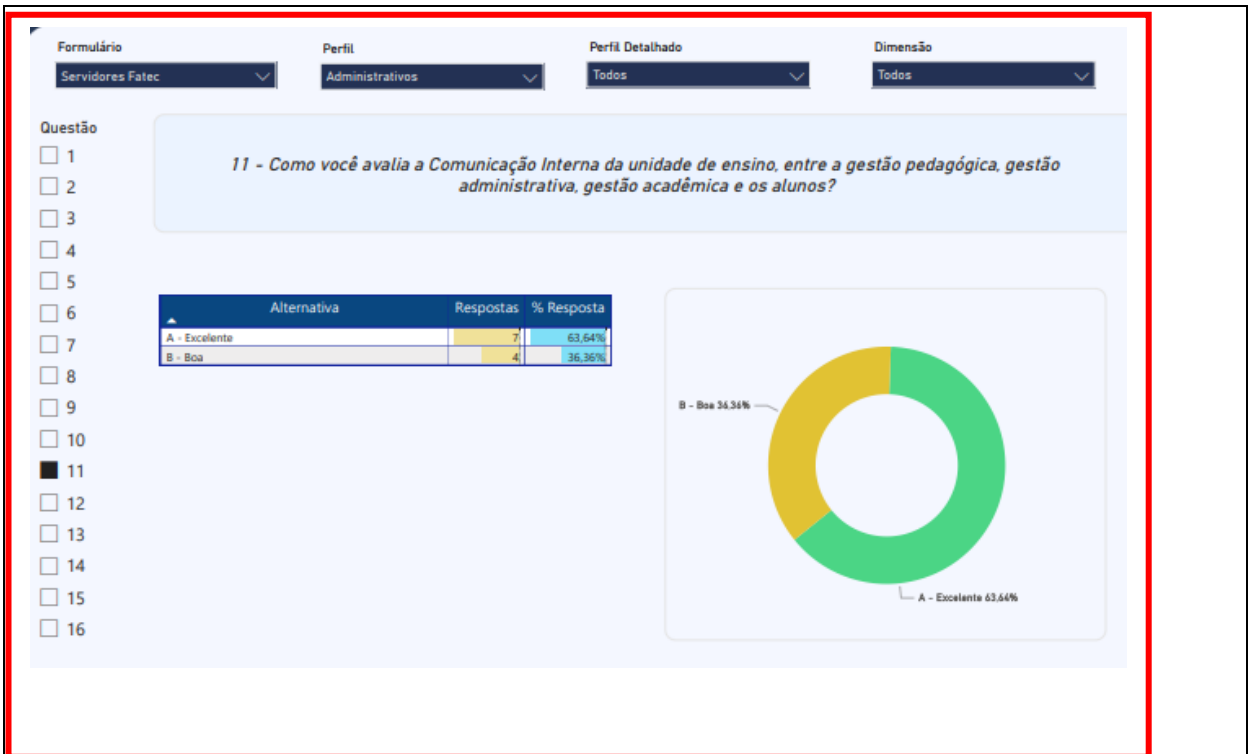 Formulário
Perfil
Perfil Detalhado
Dimensão
Servidores Fatec
Administrativos
Todos
Todos
Questão
1
2
3
4
5
6
7
8
9
10
11
12
13
14
15
16
11 - Como você avalia a Comunicação Interna da unidade de ensino, entre a gestão pedagógica, gestão
administrativa, gestão acadêmica e os alunos?
Alternativa Respostas % Resposta
A - Excelente 7 63,64%
B - Boa 4 36,36%
B - Boa 36,36%
A - Excelente 63,64%